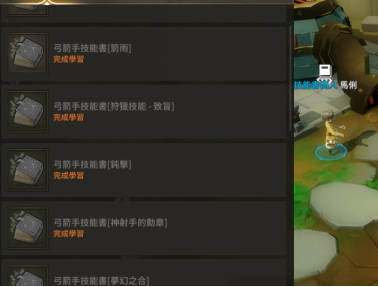 弓箭手技能書[箭雨]
完成學習
弓箭手技能書[狩獵技能 - 致盲]
完成學習
弓箭手技能書[鈍擊]
完成學習
弓箭手技能書[神射手的勳章]
完成學習
弓箭手技能書[夢幻之合]
馬俐